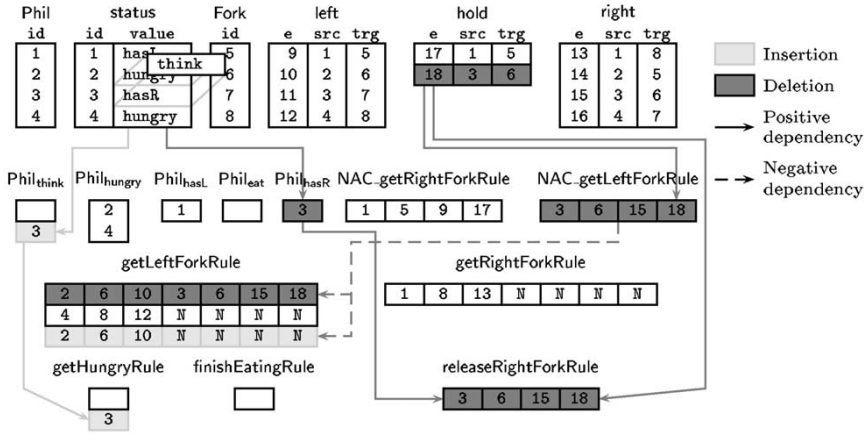 Phil status Fork left hold right
id id value id e src trg e src trg e src trg
1 1 hasL 5 9 1 5 17 1 5 13 1 8
think
2 2 hungry 6 10 2 6 18 3 6 14 2 5
3 3 hasR 7 11 3 7 15 3 6
4 4 hungry 8 12 4 8 16 4 7
Insertion
Deletion
Positive
dependency
Negative
dependency
Phil_think Phil_hungry Phil_hasL Phil_eat Phil_hasR NAC_getRightForkRule NAC_getLeftForkRule
2 1 3 1 5 9 17 3 6 15 18
3 4
getLeftForkRule getRightForkRule
2 6 10 3 6 15 18 1 8 13 N N N N
4 8 12 N N N N
2 6 10 N N N N
getHungryRule finishEatingRule releaseRightForkRule
3 6 15 18
3